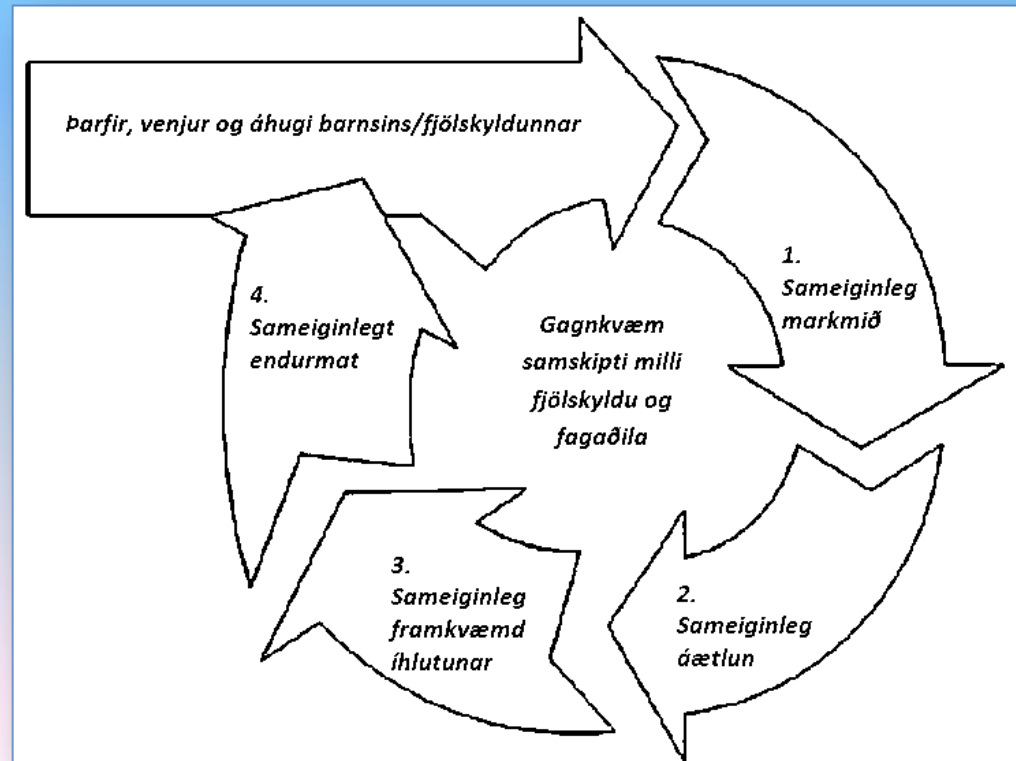 Þarfir, venjur og áhugi barnsins/fjölskyldunnar
1.
Sameiginleg
markmið
2.
Sameiginleg
áætlun
3.
Sameiginleg
framkvæmd
íhlutunar
4.
Sameiginlegt
endurmat
Gagnkvæm
samskipti milli
fjölskyldu og
fagaðila